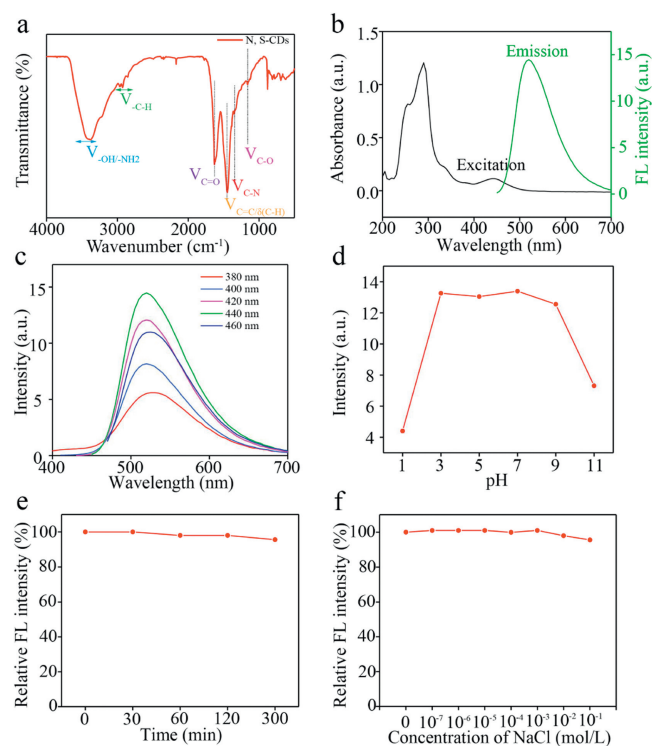 a
N, S-CDs
Transmittance (%)
V-C-H
V-OH/-NH2
VC-O
VC=O
VC-N
VC=C/δ(C-H)
4000 3000 2000 1000
Wavenumber (cm-1)
b
Emission
Excitation
Absorbance (a.u.)
1.5
1.0
0.5
0.0
FL intensity (a.u.)
15
10
5
0
200 300 400 500 600 700
Wavelength (nm)
c
380 nm
400 nm
420 nm
440 nm
460 nm
Intensity (a.u.)
15
10
5
0
400 500 600 700
Wavelength (nm)
d
Intensity (a.u.)
14
12
10
8
6
4
1 3 5 7 9 11
pH
e
Relative FL intensity (%)
100
80
60
40
20
0
0 30 60 120 300
Time (min)
f
Relative FL intensity (%)
100
80
60
40
20
0
0 10-7 10-6 10-5 10-4 10-3 10-2 10-1
Concentration of NaCl (mol/L)